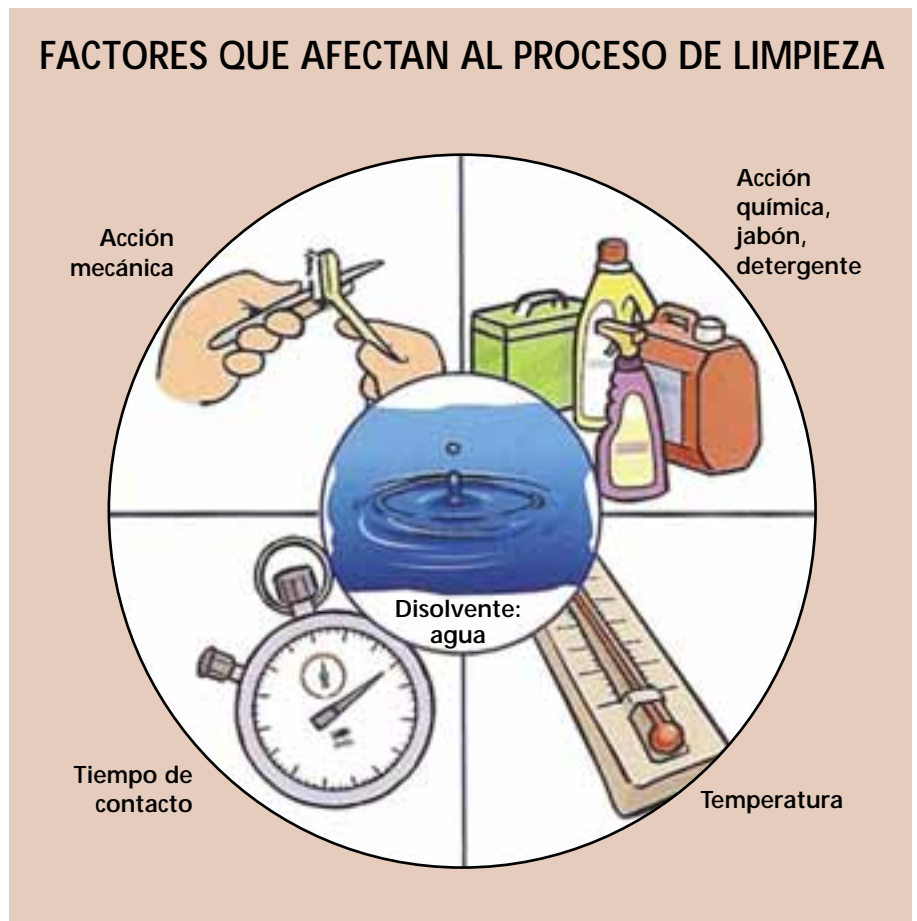 FACTORES QUE AFECTAN AL PROCESO DE LIMPIEZA
Acción
mecánica
Acción
química,
jabón,
detergente
Disolvente:
agua
Tiempo de
contacto
Temperatura